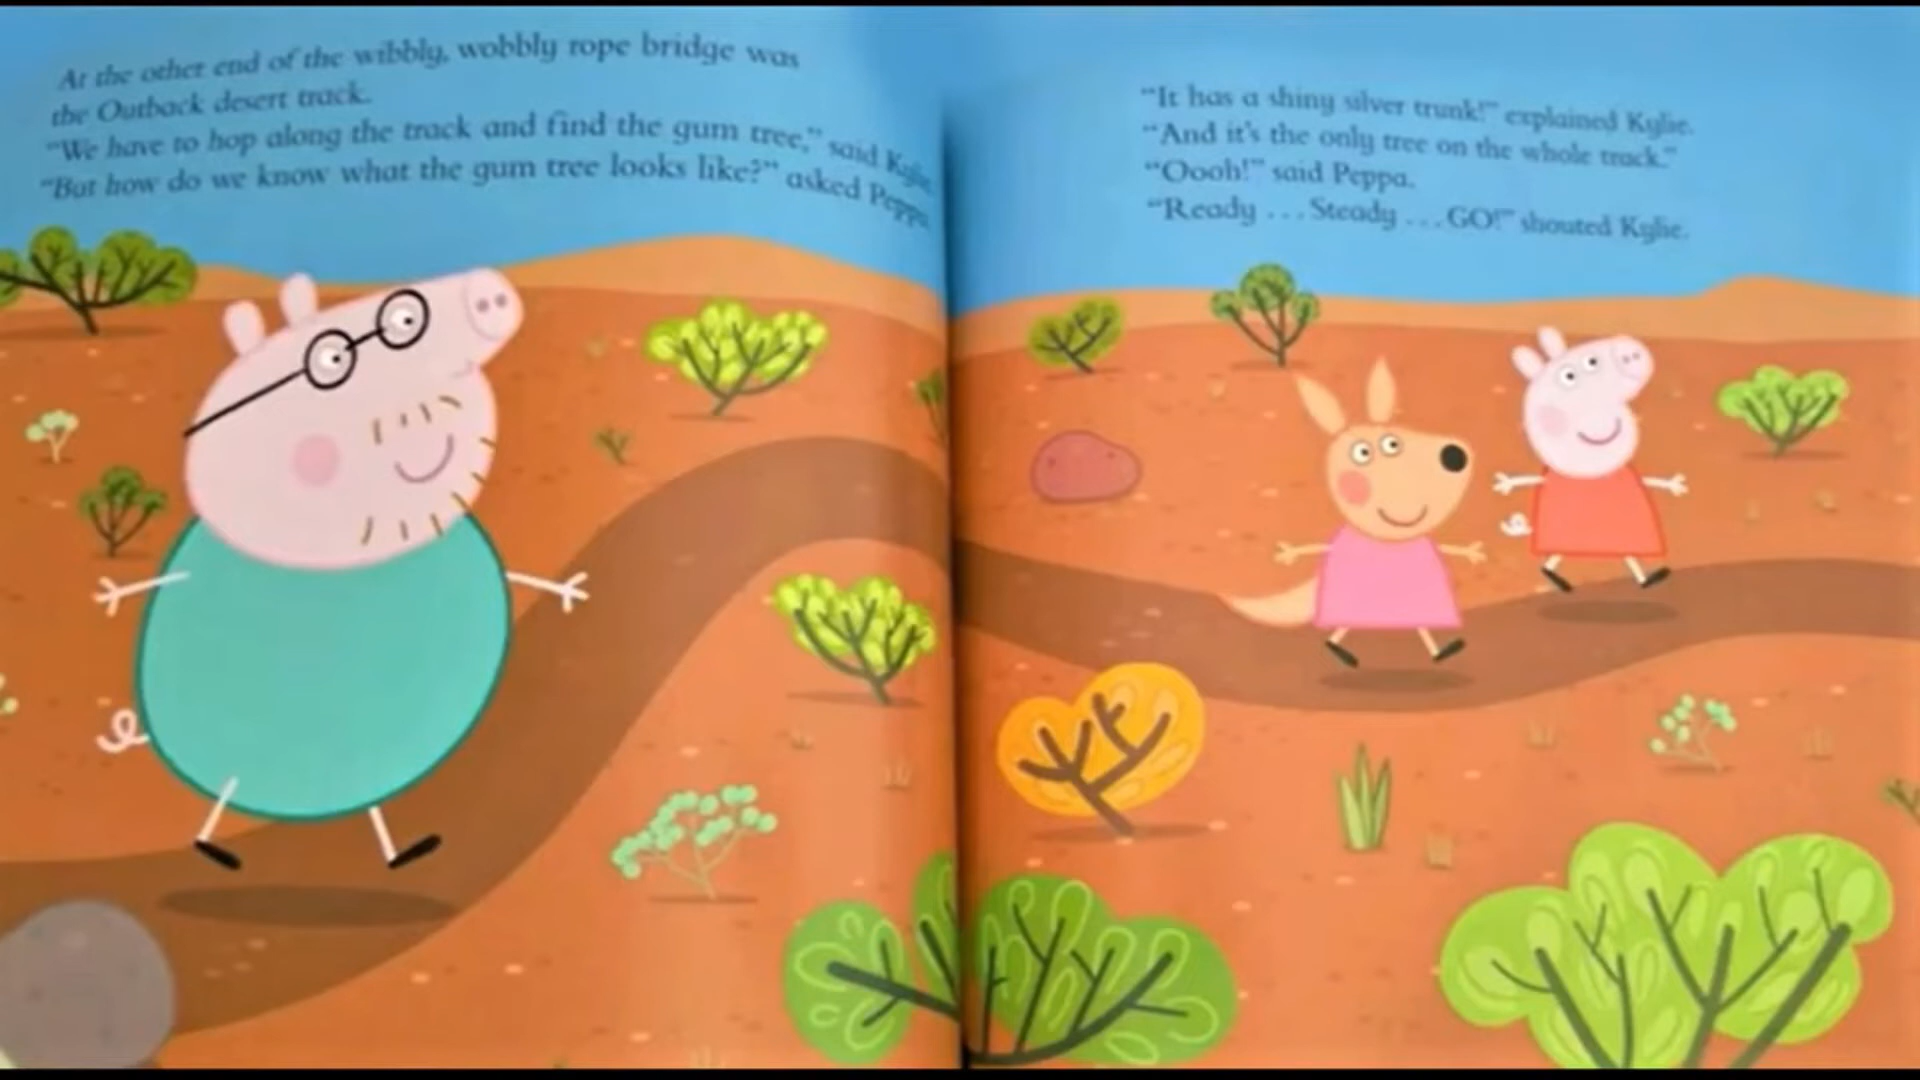 At the other end of the wibbly, wobbly rope bridge was
the Outback desert track.
“We have to hop along the track and find the gum tree,” said Kylie.
“But how do we know what the gum tree looks like?” asked Peppa.
“It has a shiny silver trunk!” explained Kylie.
“And it’s the only tree on the whole track.”
“Oooh!” said Peppa.
“Ready . . . Steady . . . GO!” shouted Kylie.